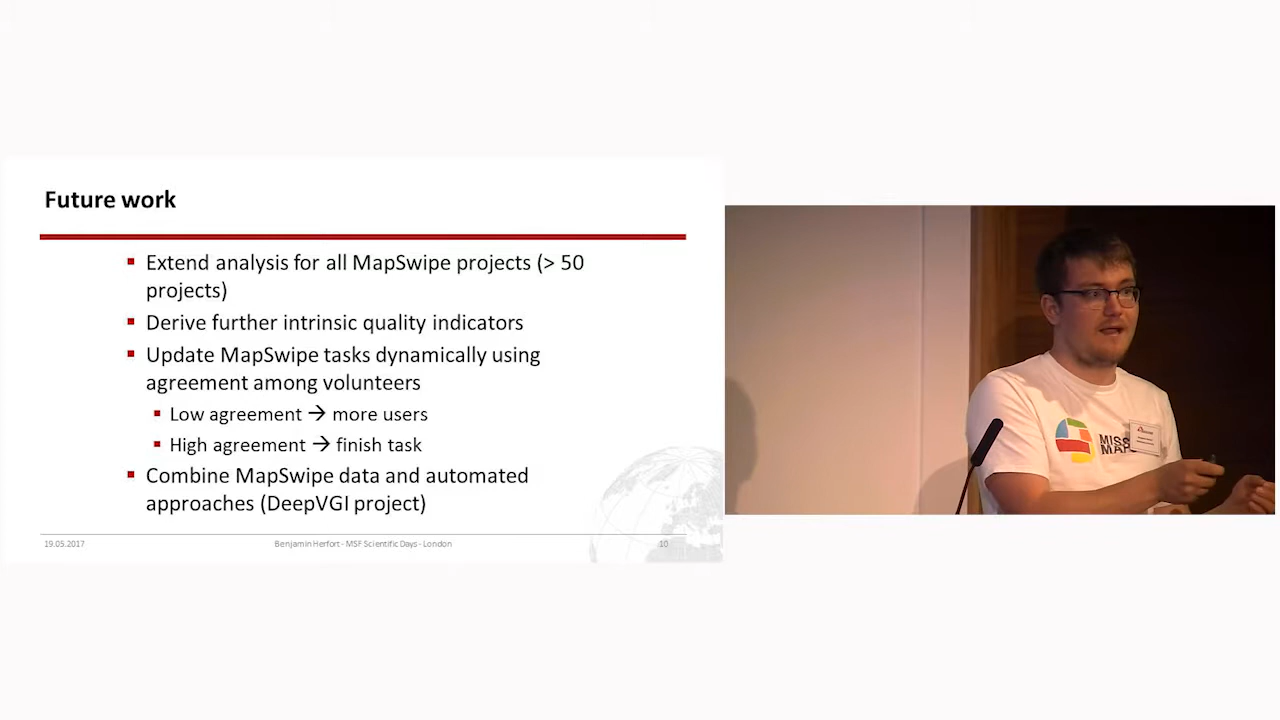 Future work
▪ Extend analysis for all MapSwipe projects (> 50
projects)
▪ Derive further intrinsic quality indicators
▪ Update MapSwipe tasks dynamically using
agreement among volunteers
▪ Low agreement → more users
▪ High agreement → finish task
▪ Combine MapSwipe data and automated
approaches (DeepVGI project)
19.05.2017
Benjamin Herfort - MSF Scientific Days - London
10
MISS
MAPS